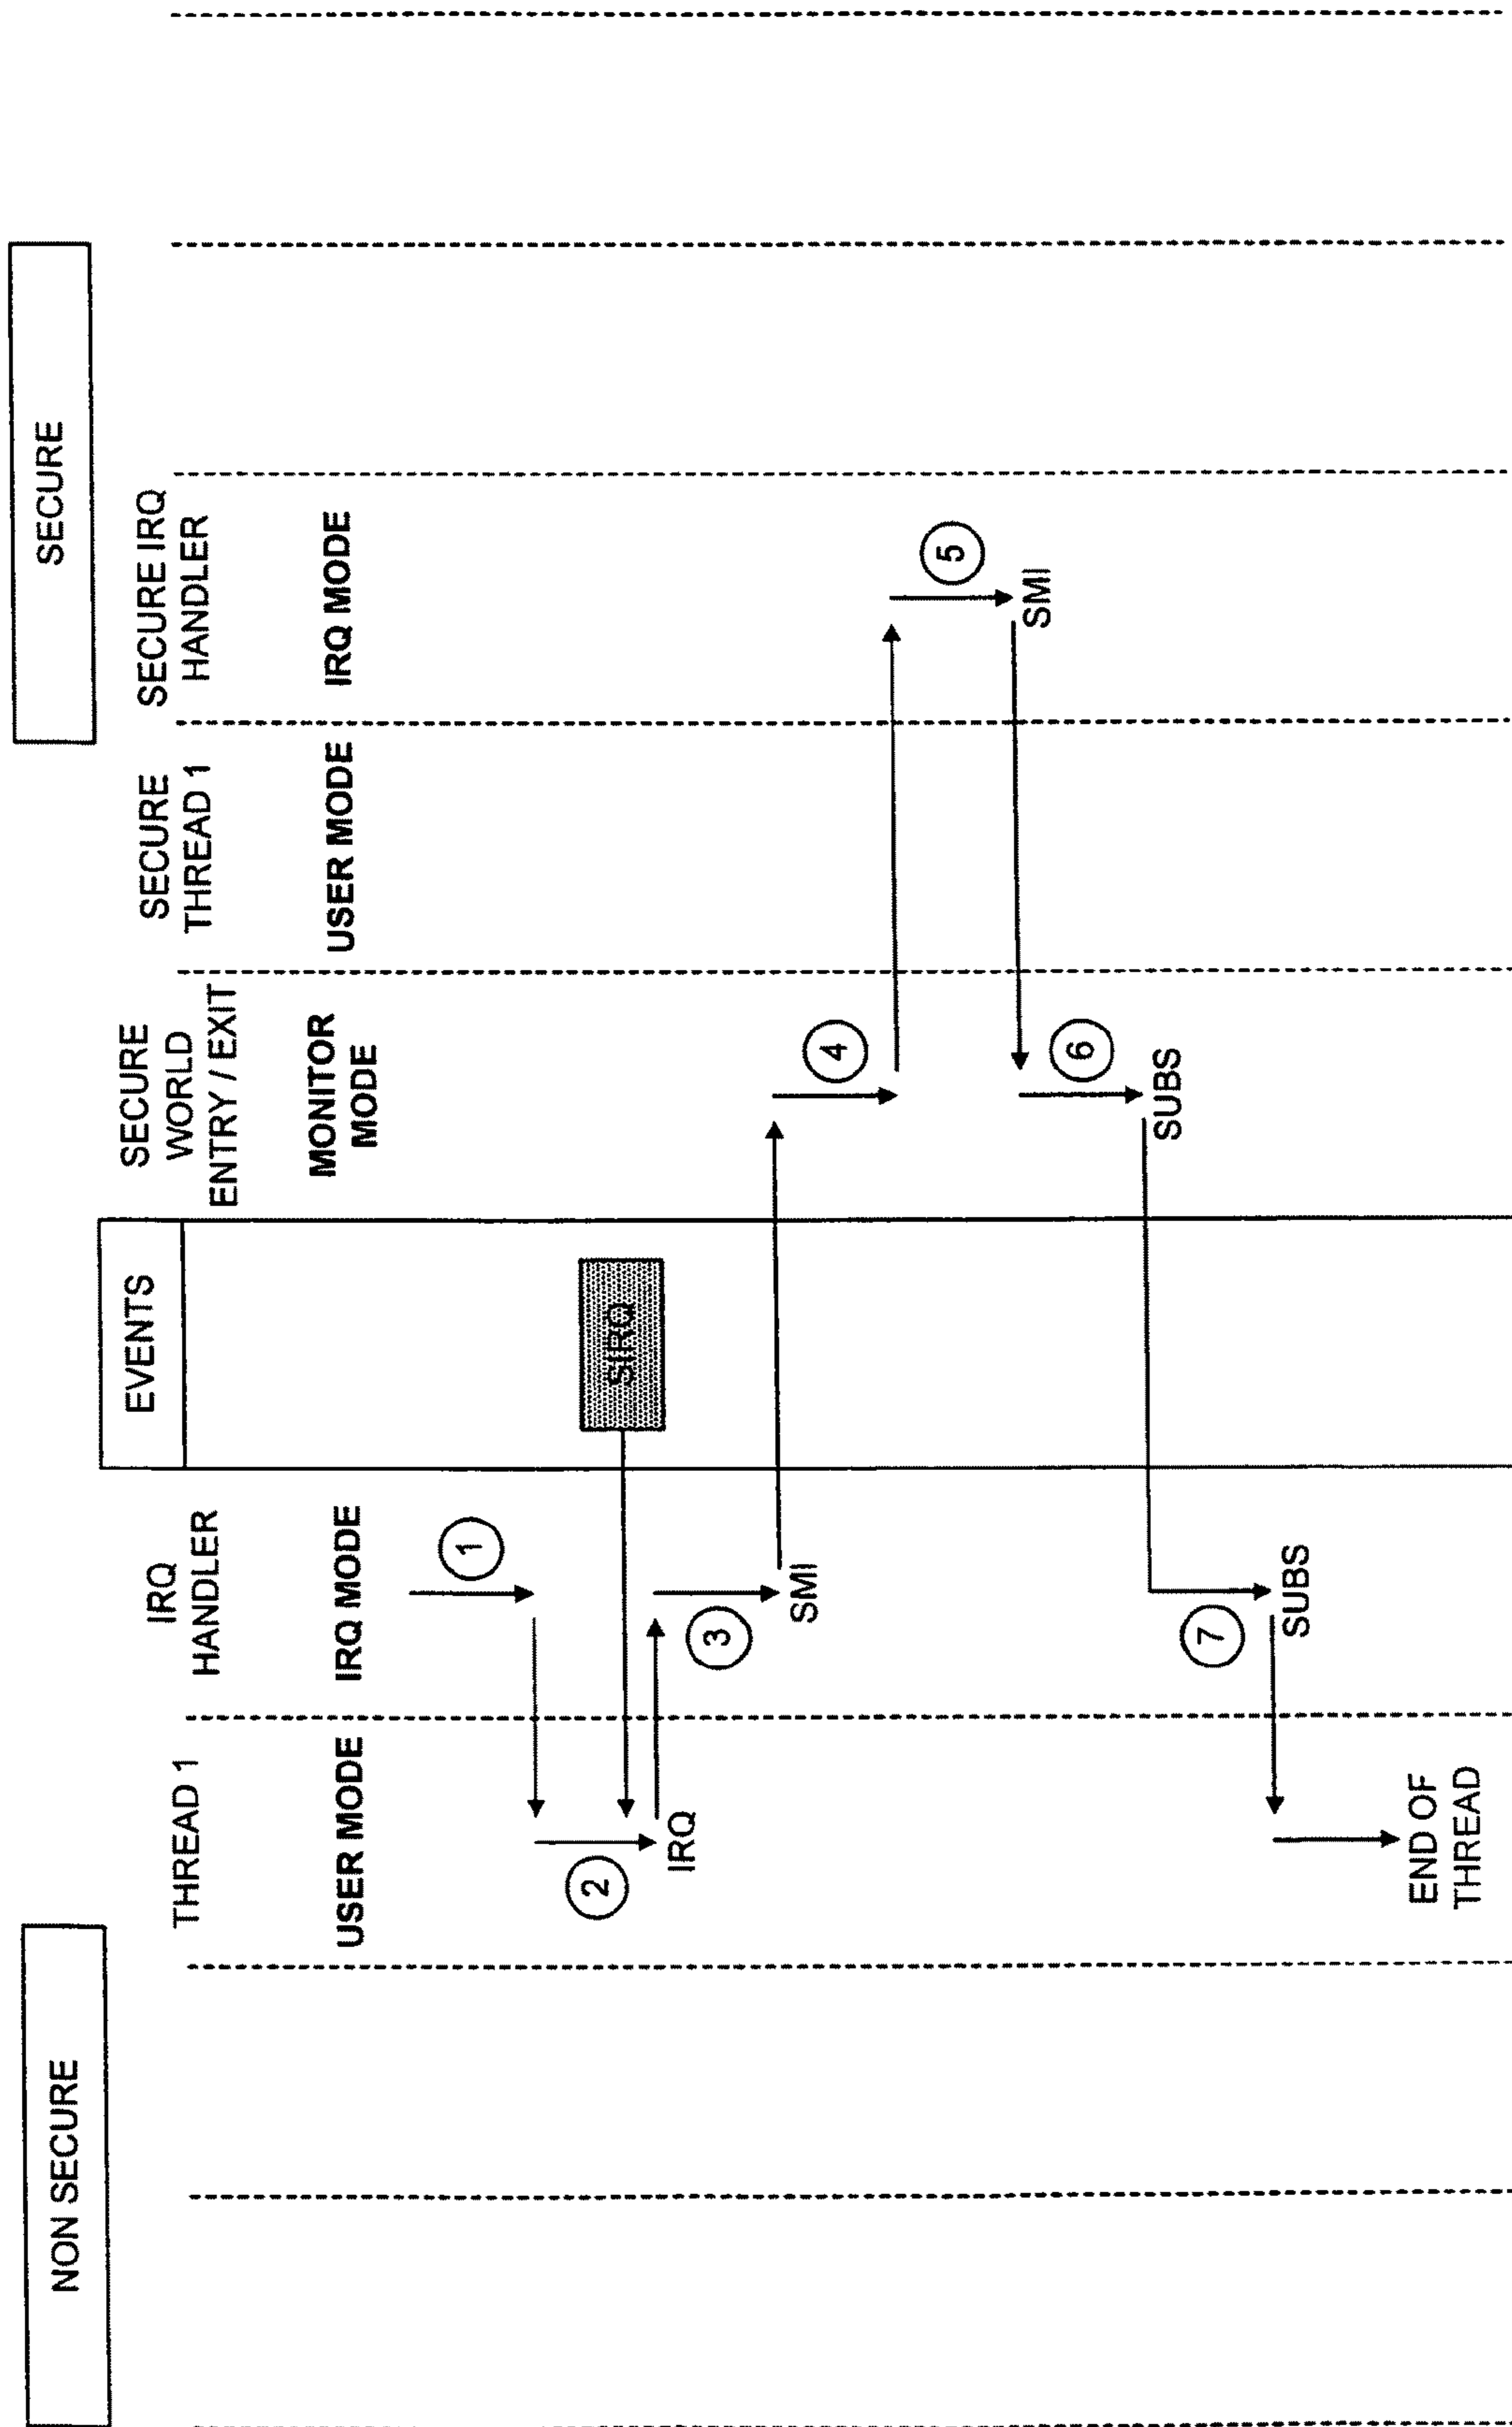 NON SECURE
SECURE
THREAD 1
USER MODE
IRQ
HANDLER
IRQ MODE
EVENTS
SECURE
WORLD
ENTRY / EXIT
MONITOR
MODE
SECURE
THREAD 1
USER MODE
SECURE IRQ
HANDLER
IRQ MODE
1
2
SIRQ
IRQ
3
SMI
4
5
SMI
6
SUBS
7
SUBS
END OF
THREAD